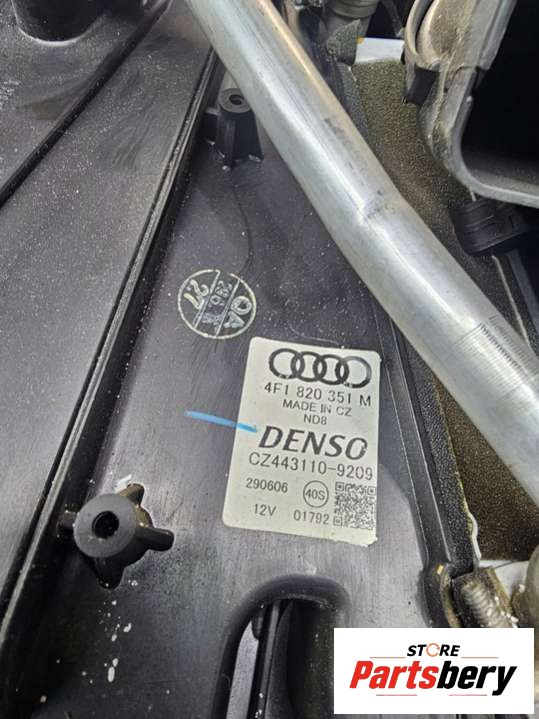 4F1 820 351 M
MADE IN CZ
ND8
DENSO
CZ443110-9209
290606 40S
12V 01792
STORE
Partsbery